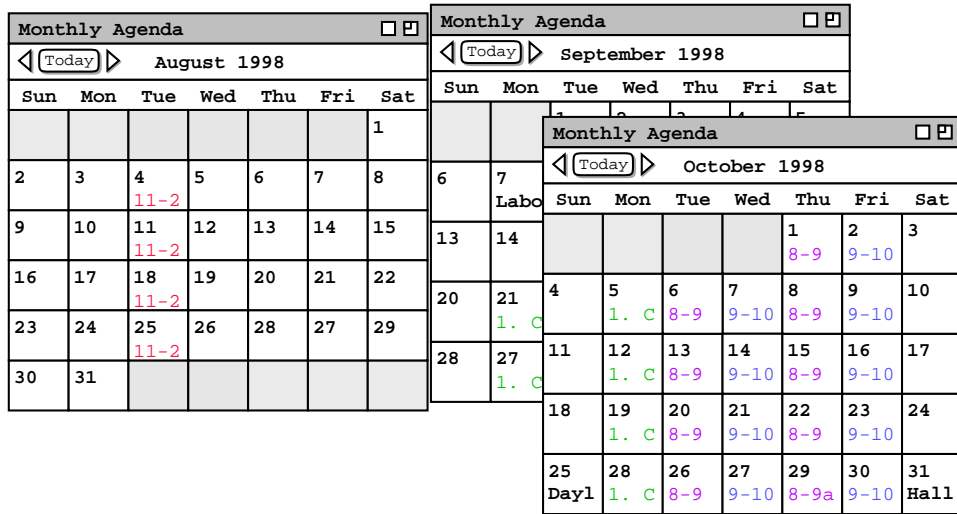 Monthly Agenda
Today August 1998
Sun Mon Tue Wed Thu Fri Sat
1
2 3 4 5 6 7 8
11-2
9 10 11 12 13 14 15
11-2
16 17 18 19 20 21 22
11-2
23 24 25 26 28 27 29
11-2
30 31
Monthly Agenda
Today September 1998
Sun Mon Tue Wed Thu Fri Sat
6 7
Labo
13 14
20 21
1. C
28 27
1. C
Monthly Agenda
Today October 1998
Sun Mon Tue Wed Thu Fri Sat
1 2 3
8-9 9-10
4 5 6 7 8 9 10
1. C 8-9 9-10 8-9 9-10
11 12 13 14 15 16 17
1. C 8-9 9-10 8-9 9-10
18 19 20 21 22 23 24
1. C 8-9 9-10 8-9 9-10
25 28 26 27 29 30 31
Dayl 1. C 8-9 9-10 8-9a 9-10 Hall